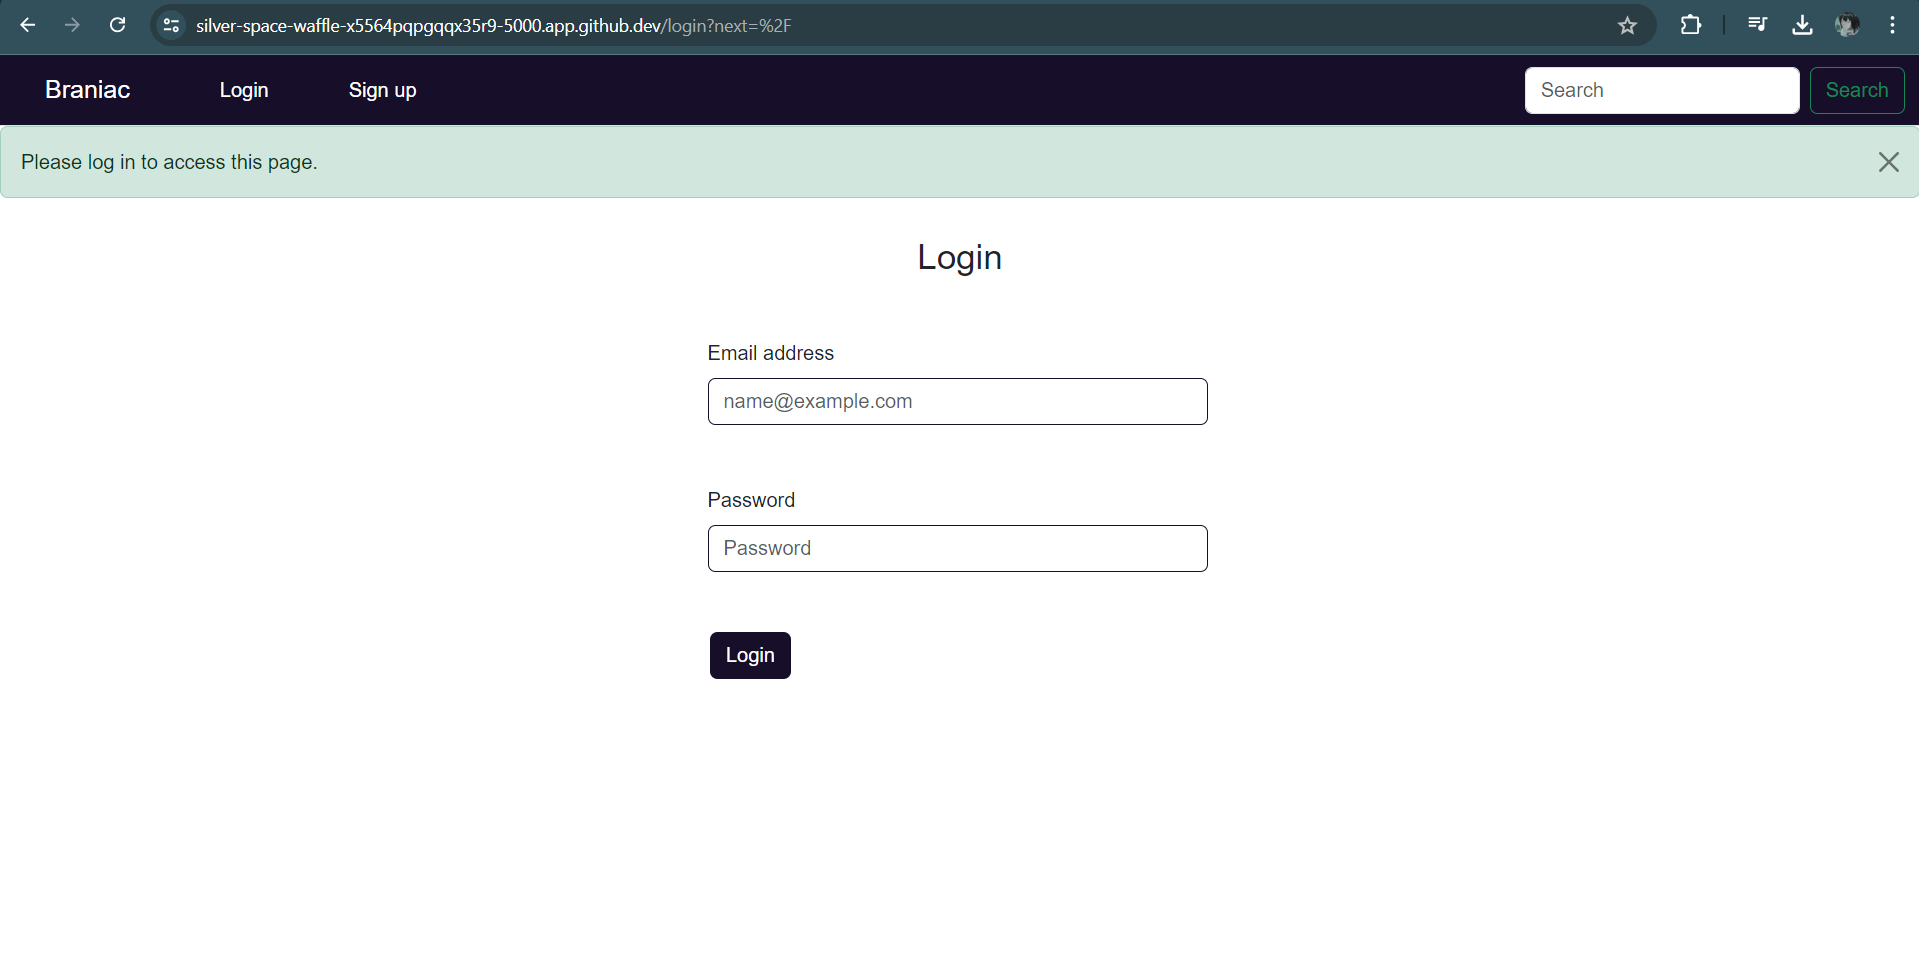 silver-space-waffle-x5564pqpgqqx35r9-5000.app.github.dev/login?next=%2F
Braniac Login Sign up Search Search
Please log in to access this page.
Login
Email address
name@example.com
Password
Password
Login